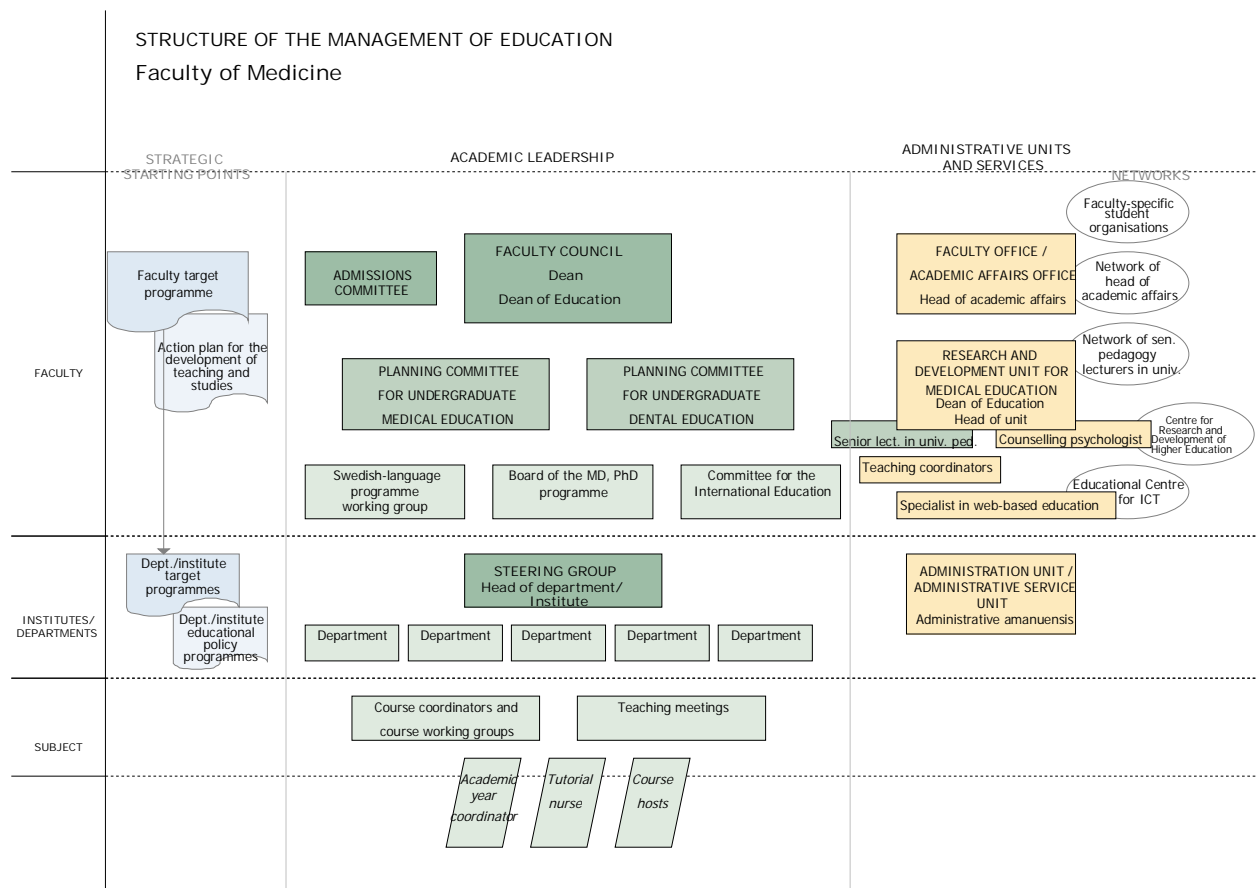 STRUCTURE OF THE MANAGEMENT OF EDUCATION
Faculty of Medicine
STRATEGIC
STARTING POINTS
ACADEMIC LEADERSHIP
ADMINISTRATIVE UNITS
AND SERVICES
NETWORKS
FACULTY
Faculty target
programme
Action plan for the
development of
teaching and
studies
ADMISSIONS
COMMITTEE
FACULTY COUNCIL
Dean
Dean of Education
PLANNING COMMITTEE
FOR UNDERGRADUATE
MEDICAL EDUCATION
PLANNING COMMITTEE
FOR UNDERGRADUATE
DENTAL EDUCATION
Swedish-language
programme
working group
Board of the MD, PhD
programme
Committee for the
International Education
FACULTY OFFICE /
ACADEMIC AFFAIRS OFFICE
Head of academic affairs
RESEARCH AND
DEVELOPMENT UNIT FOR
MEDICAL EDUCATION
Dean of Education
Head of unit
Senior lect. in univ. ped.
Counselling psychologist
Teaching coordinators
Specialist in web-based education
Faculty-specific
student
organisations
Network of
head of
academic affairs
Network of sen.
pedagogy
lecturers in univ.
Centre for
Research and
Development of
Higher Education
Educational Centre
for ICT
INSTITUTES/
DEPARTMENTS
Dept./institute
target
programmes
Dept./institute
educational
policy
programmes
STEERING GROUP
Head of department/
Institute
Department
Department
Department
Department
Department
ADMINISTRATION UNIT /
ADMINISTRATIVE SERVICE
UNIT
Administrative amanuensis
SUBJECT
Course coordinators and
course working groups
Teaching meetings
Academic
year
coordinator
Tutorial
nurse
Course
hosts